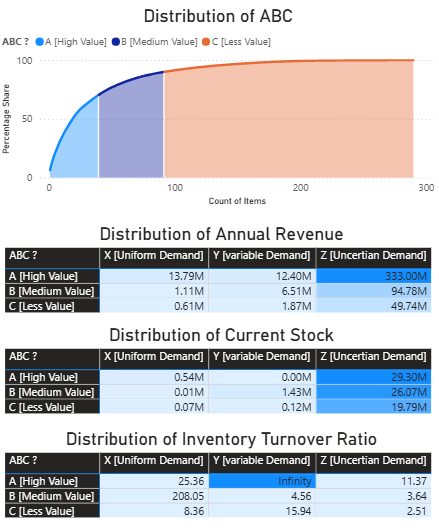 Distribution of ABC
ABC ? A [High Value] B [Medium Value] C [Less Value]
100
50
0
Percentage Share
0 100 200 300
Count of Items
Distribution of Annual Revenue
ABC ? X [Uniform Demand] Y [variable Demand] Z [Uncertian Demand]
A [High Value] 13.79M 12.40M 333.00M
B [Medium Value] 1.11M 6.51M 94.78M
C [Less Value] 0.61M 1.87M 49.74M
Distribution of Current Stock
ABC ? X [Uniform Demand] Y [variable Demand] Z [Uncertian Demand]
A [High Value] 0.54M 0.00M 29.30M
B [Medium Value] 0.01M 1.43M 26.07M
C [Less Value] 0.07M 0.12M 19.79M
Distribution of Inventory Turnover Ratio
ABC ? X [Uniform Demand] Y [variable Demand] Z [Uncertian Demand]
A [High Value] 25.36 Infinity 11.37
B [Medium Value] 208.05 4.56 3.64
C [Less Value] 8.36 15.94 2.51